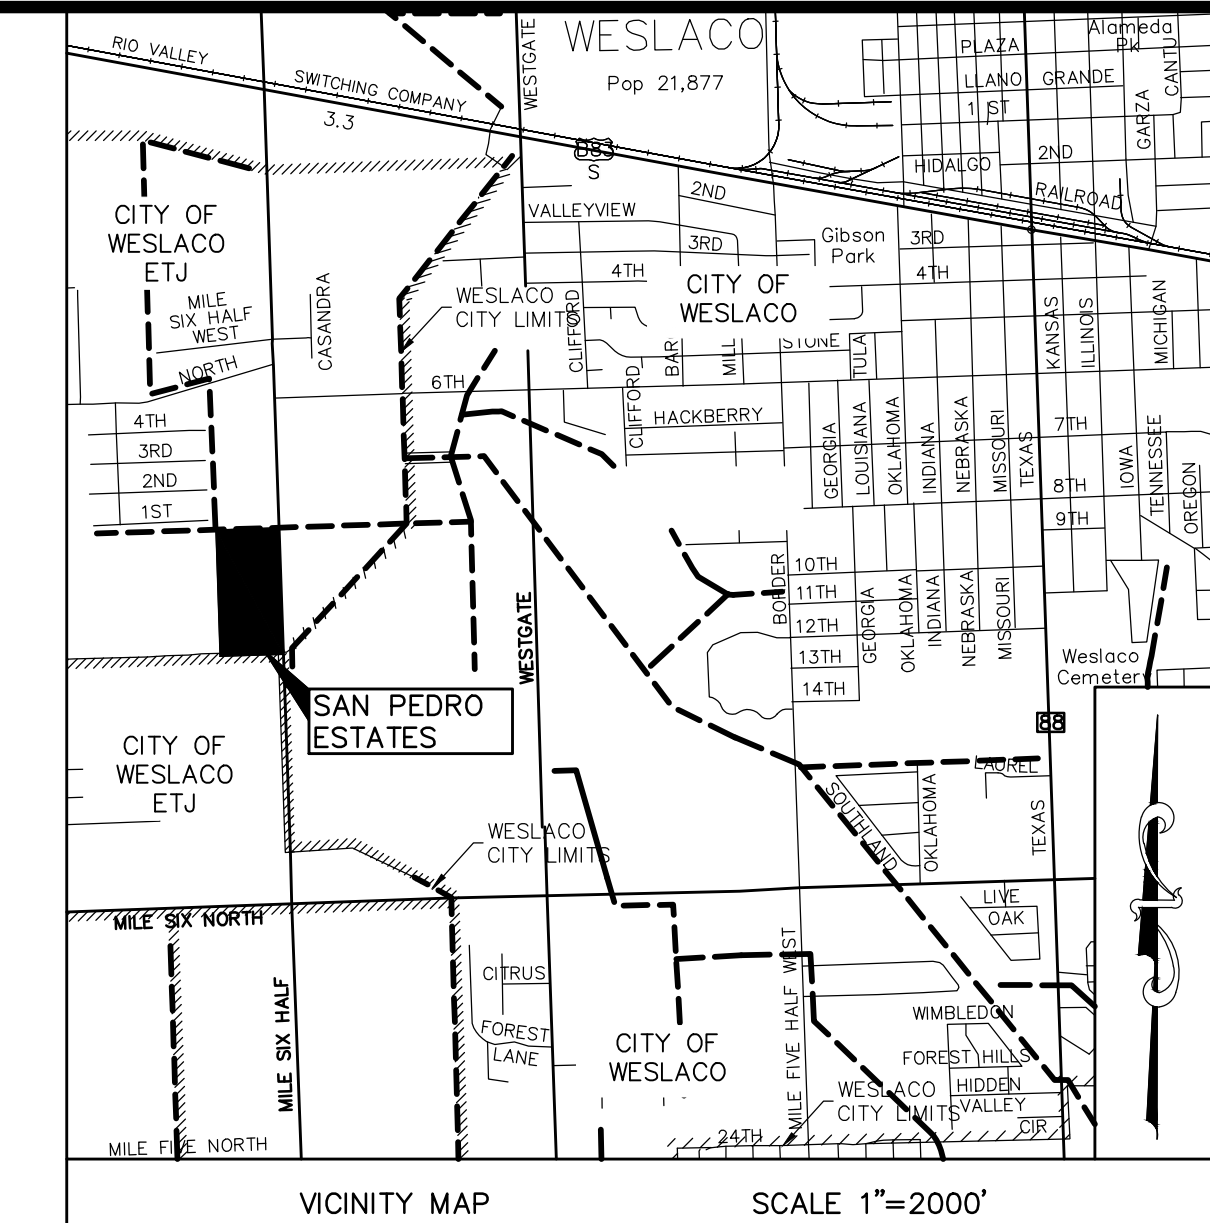 WESLACO
Pop 21,877
WESTGATE
RIO VALLEY
SWITCHING COMPANY
3.3
B83
S
PLAZA
Alameda
Pk
CANTU
LLANO GRANDE
1 ST
GARZA
HIDALGO
2ND
RAILROAD
2ND
VALLEYVIEW
3RD
4TH
Gibson
Park
3RD
4TH
CITY OF
WESLACO
ETJ
MILE
SIX HALF
WEST
NORTH
CASANDRA
WESLACO
CITY LIMITS
CLIFFORD
CITY OF
WESLACO
BAR
MILL
STONE
TULA
KANSAS
ILLINOIS
MICHIGAN
6TH
CLIFFORD
HACKBERRY
4TH
3RD
2ND
1ST
GEORGIA
LOUISIANA
OKLAHOMA
INDIANA
NEBRASKA
MISSOURI
TEXAS
7TH
8TH
9TH
IOWA
TENNESSEE
OREGON
BORDER
10TH
11TH
12TH
13TH
14TH
GEORGIA
OKLAHOMA
INDIANA
NEBRASKA
MISSOURI
WESTGATE
Weslaco
Cemetery
SAN PEDRO
ESTATES
88
CITY OF
WESLACO
ETJ
LAUREL
SOUTHLAND
OKLAHOMA
TEXAS
WESLACO
CITY LIMITS
LIVE
OAK
MILE SIX NORTH
MILE SIX HALF
CITRUS
FOREST
LANE
MILE FIVE HALF WEST
WIMBLEDON
FOREST HILLS
HIDDEN
VALLEY
CIR
CITY OF
WESLACO
WESLACO
CITY LIMITS
24TH
MILE FIVE NORTH
VICINITY MAP
SCALE 1"=2000'